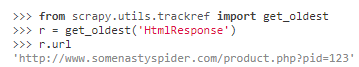 >>> from scrapy.utils.trackref import get_oldest
>>> r = get_oldest('HtmlResponse')
>>> r.url
'http://www.somenastyspider.com/product.php?pid=123'